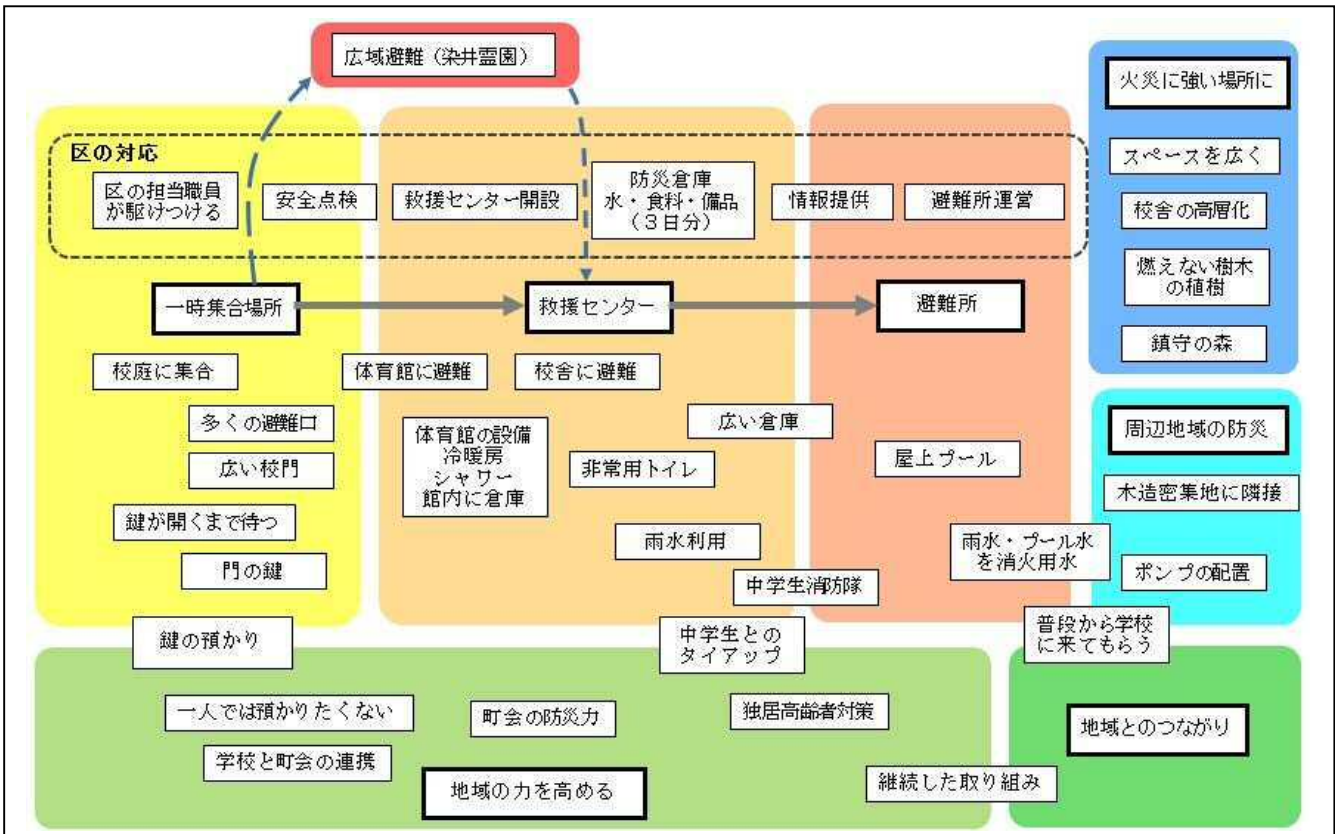 広域避難（染井霊園）
区の対応
区の担当職員
が駆けつける
安全点検
救援センター開設
防災倉庫
水・食料・備品
（３日分）
情報提供
避難所運営
一時集合場所
救援センター
避難所
校庭に集合
体育館に避難
校舎に避難
多くの避難口
広い校門
鍵が開くまで待つ
門の鍵
体育館の設備
冷暖房
シャワー
館内に倉庫
広い倉庫
非常用トイレ
屋上プール
雨水利用
雨水・プール水
を消火用水
中学生消防隊
鍵の預かり
中学生との
タイアップ
普段から学校
に来てもらう
一人では預かりたくない
町会の防災力
独居高齢者対策
学校と町会の連携
地域の力を高める
継続した取り組み
地域とのつながり
火災に強い場所に
スペースを広く
校舎の高層化
燃えない樹木
の植樹
鎮守の森
周辺地域の防災
木造密集地に隣接
ポンプの配置